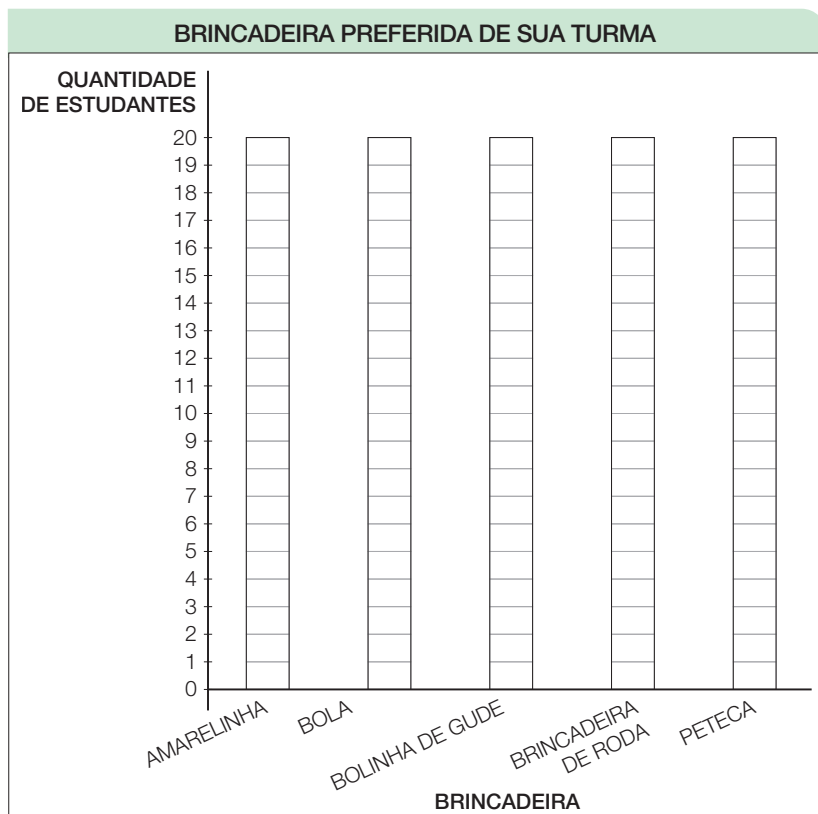 BRINCADEIRA PREFERIDA DE SUA TURMA
QUANTIDADE
DE ESTUDANTES
20
19
18
17
16
15
14
13
12
11
10
9
8
7
6
5
4
3
2
1
0
AMARELINHA
BOLA
BOLINHA DE GUDE
BRINCADEIRA
DE RODA
PETECA
BRINCADEIRA